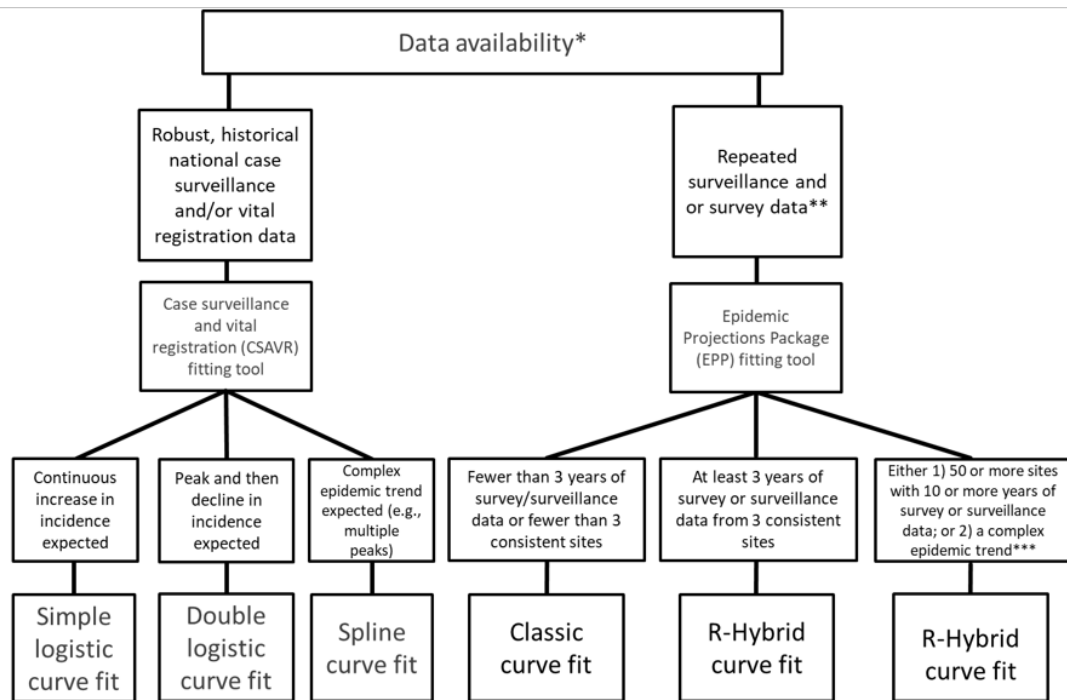 Data availability*
Robust, historical
national case
surveillance
and/or vital
registration data
Repeated
surveillance and
or survey data**
Case surveillance
and vital
registration (CSAVR)
fitting tool
Epidemic
Projections Package
(EPP) fitting tool
Continuous
increase in
incidence
expected
Peak and then
decline in
incidence
expected
Complex
epidemic trend
expected (e.g.,
multiple
peaks)
Fewer than 3 years of
survey/surveillance
data or fewer than 3
consistent sites
At least 3 years of
survey or surveillance
data from 3 consistent
sites
Either 1) 50 or more sites
with 10 or more years of
survey or surveillance
data; or 2) a complex
epidemic trend***
Simple
logistic
curve fit
Double
logistic
curve fit
Spline
curve fit
Classic
curve fit
R-Hybrid
curve fit
R-Hybrid
curve fit